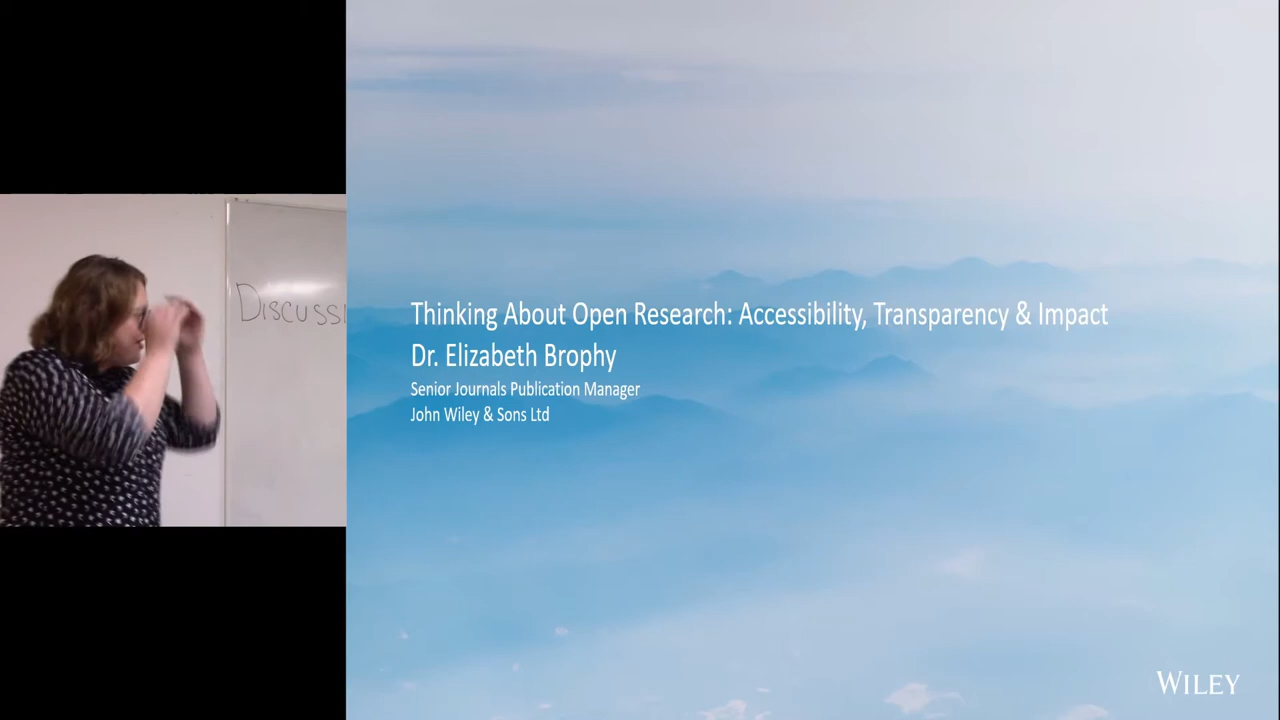 Discussi
Thinking About Open Research: Accessibility, Transparency & Impact
Dr. Elizabeth Brophy
Senior Journals Publication Manager
John Wiley & Sons Ltd
WILEY